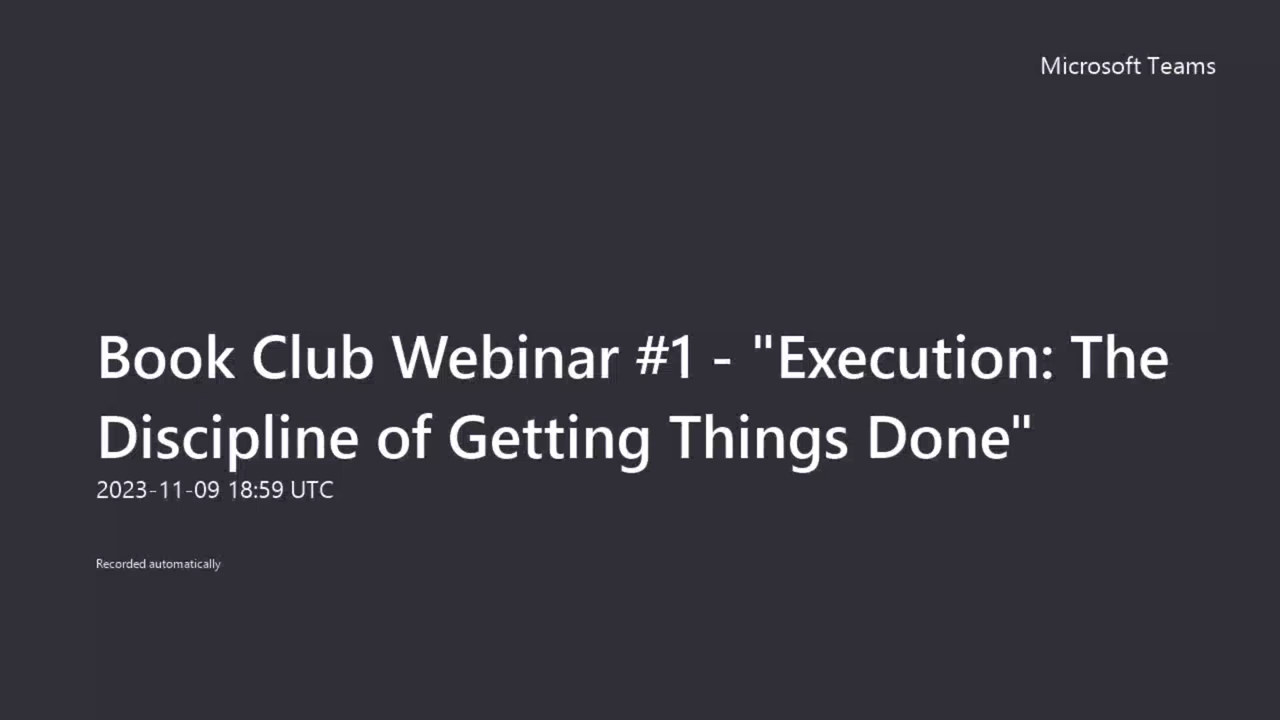 Microsoft Teams
Book Club Webinar #1 - "Execution: The
Discipline of Getting Things Done"
2023-11-09 18:59 UTC
Recorded automatically